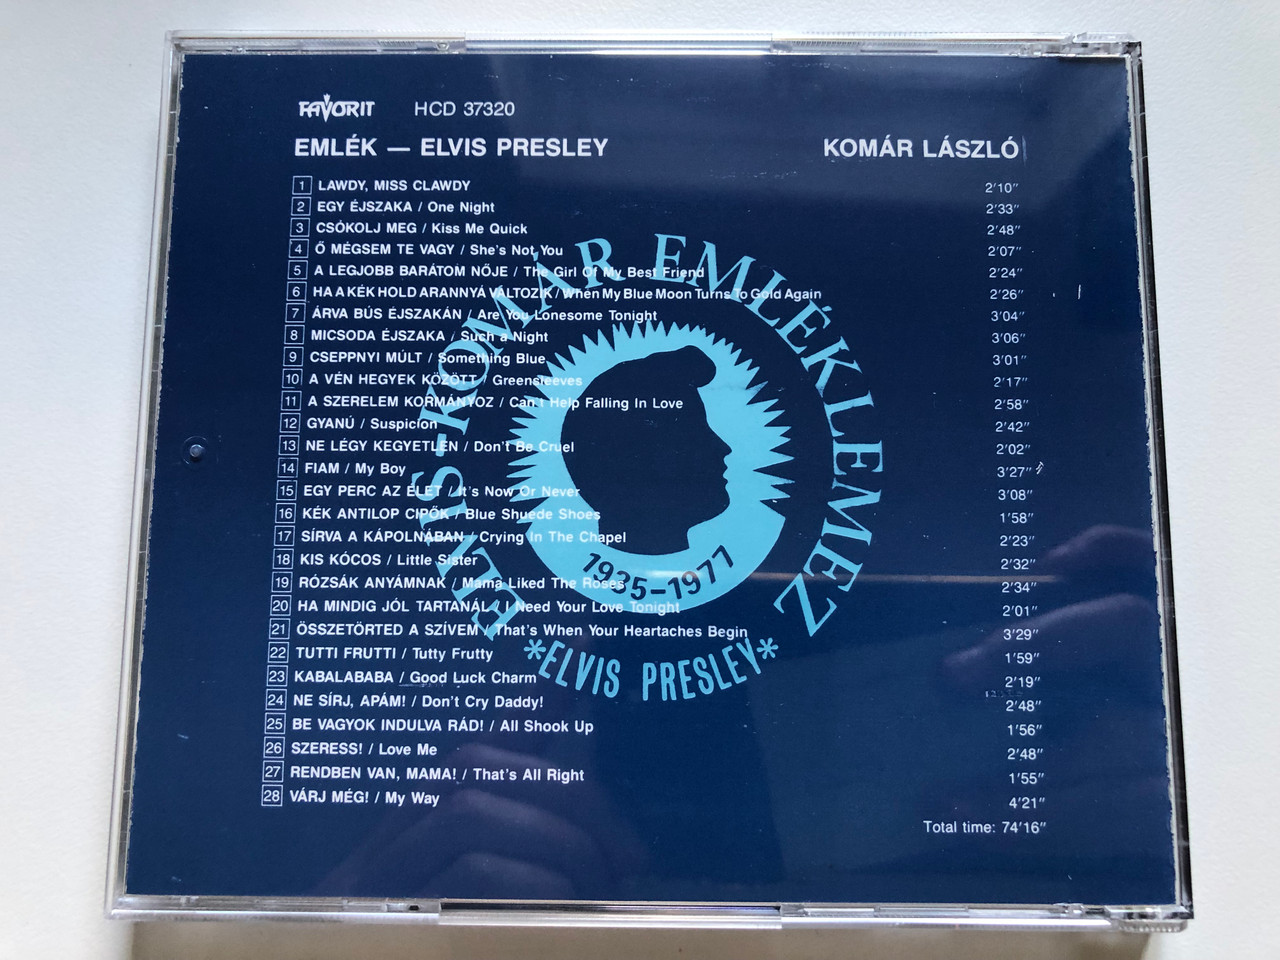 FAVORIT HCD 37320
EMLÉK — ELVIS PRESLEY KOMÁR LÁSZLÓ
1 LAWDY, MISS CLAWDY 2'10"
2 EGY ÉJSZAKA / One Night 2'33"
3 CSÓKOLJ MEG / Kiss Me Quick 2'48"
4 Ő MÉGSEM TE VAGY / She's Not You 2'07"
5 A LEGJOBB BARÁTOM NŐJE / The Girl Of My Best Friend 2'24"
6 HA A KÉK HOLD ARANNYÁ VÁLTOZIK / When My Blue Moon Turns To Gold Again 2'26"
7 ÁRVA BÚS ÉJSZAKÁN / Are You Lonesome Tonight 3'04"
8 MICSODA ÉJSZAKA / Such a Night 3'06"
9 CSEPPNYI MÚLT / Something Blue 3'01"
10 A VÉN HEGYEK KÖZÖTT / Greensleeves 2'17"
11 A SZERELEM KORMÁNYOZ / Can't Help Falling In Love 2'58"
12 GYANÚ / Suspicion 2'42"
13 NE LÉGY KEGYETLEN / Don't Be Cruel 2'02"
14 FIAM / My Boy 3'27"
15 EGY PERC AZ ÉLET / It's Now Or Never 3'08"
16 KÉK ANTILOP CIPŐK / Blue Shuede Shoes 1'58"
17 SÍRVA A KÁPOLNÁBAN / Crying In The Chapel 2'23"
18 KIS KÓCOS / Little Sister 2'32"
19 RÓZSÁK ANYÁMNAK / Mama Liked The Roses 2'34"
20 HA MINDIG JÓL TARTANÁL / I Need Your Love Tonight 2'01"
21 ÖSSZETÖRTED A SZÍVEM / That's When Your Heartaches Begin 3'29"
22 TUTTI FRUTTI / Tutty Frutty 1'59"
23 KABALABABA / Good Luck Charm 2'19"
24 NE SÍRJ, APÁM! / Don't Cry Daddy! 2'48"
25 BE VAGYOK INDULVA RÁD! / All Shook Up 1'56"
26 SZERESS! / Love Me 2'48"
27 RENDBEN VAN, MAMA! / That's All Right 1'55"
28 VÁRJ MÉG! / My Way 4'21"
Total time: 74'16"
ELVIS-KOMÁR EMLÉKLEMEZ
1935-1977
*ELVIS PRESLEY*